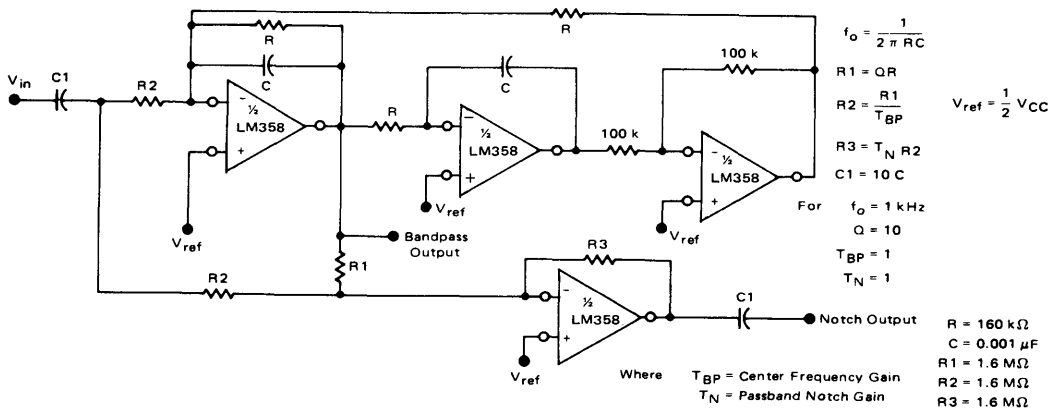 R
R
C
V_in
C1
R2
½
LM358
V_ref
R
C
½
LM358
V_ref
100 k
100 k
½
LM358
V_ref
Bandpass
Output
R1
R2
R3
½
LM358
V_ref
C1
Notch Output
f_o = 1 / 2 π RC
R1 = QR
R2 = R1 / T_BP
V_ref = 1/2 V_CC
R3 = T_N R2
C1 = 10 C
For f_o = 1 kHz
Q = 10
T_BP = 1
T_N = 1
R = 160 kΩ
C = 0.001 μF
R1 = 1.6 MΩ
R2 = 1.6 MΩ
R3 = 1.6 MΩ
Where T_BP = Center Frequency Gain
T_N = Passband Notch Gain